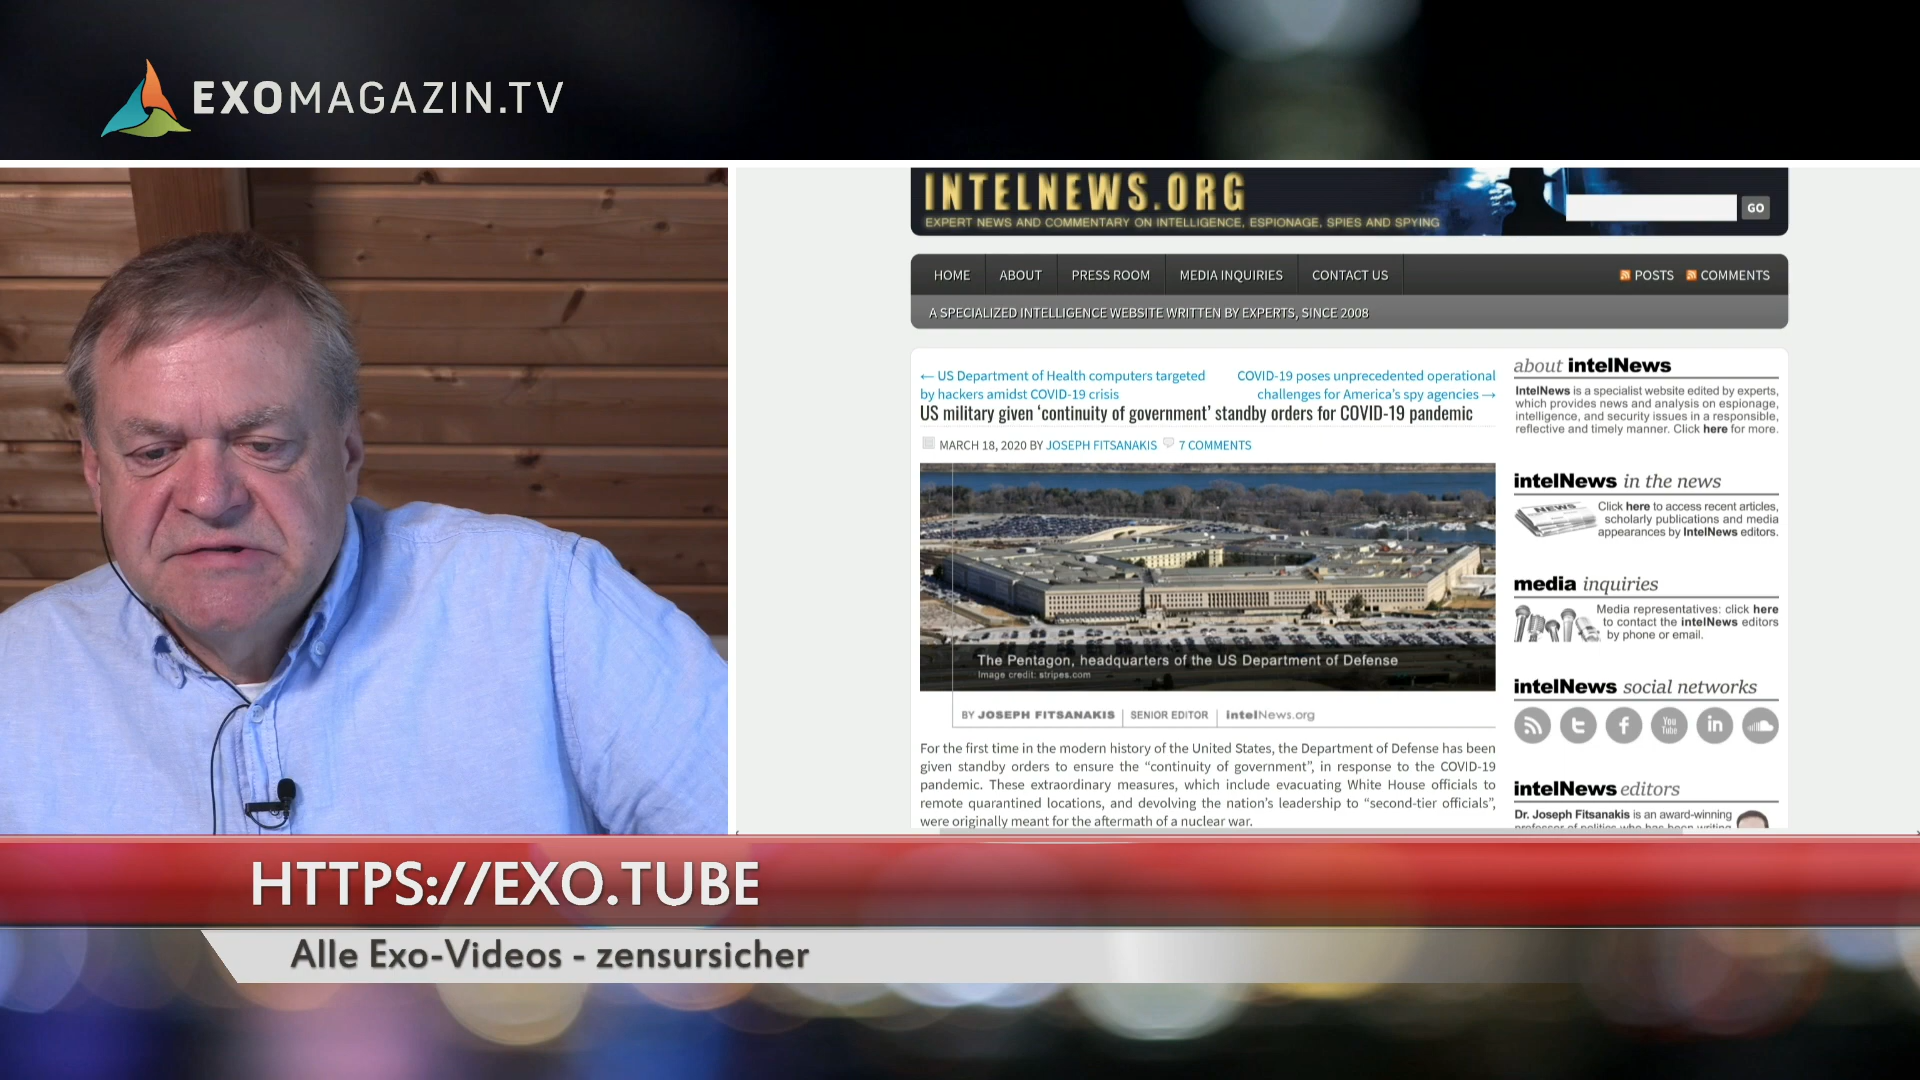 EXOMAGAZIN.TV
INTELNEWS.ORG
EXPERT NEWS AND COMMENTARY ON INTELLIGENCE, ESPIONAGE, SPIES AND SPYING
GO
HOME ABOUT PRESS ROOM MEDIA INQUIRIES CONTACT US POSTS COMMENTS
A SPECIALIZED INTELLIGENCE WEBSITE WRITTEN BY EXPERTS, SINCE 2008
← US Department of Health computers targeted
by hackers amidst COVID-19 crisis
COVID-19 poses unprecedented operational
challenges for America's spy agencies →
US military given ‘continuity of government’ standby orders for COVID-19 pandemic
MARCH 18, 2020 BY JOSEPH FITSANAKIS 7 COMMENTS
The Pentagon, headquarters of the US Department of Defense
Image credit: stripes.com
BY JOSEPH FITSANAKIS | SENIOR EDITOR | intelNews.org
For the first time in the modern history of the United States, the Department of Defense has been
given standby orders to ensure the “continuity of government”, in response to the COVID-19
pandemic. These extraordinary measures, which include evacuating White House officials to
remote quarantined locations, and devolving the nation's leadership to “second-tier officials”,
were originally meant for the aftermath of a nuclear war.
about intelNews
IntelNews is a specialist website edited by experts,
which provides news and analysis on espionage,
intelligence, and security issues in a responsible,
reflective and timely manner. Click here for more.
intelNews in the news
NEWS
Click here to access recent articles,
scholarly publications and media
appearances by IntelNews editors.
media inquiries
Media representatives: click here
to contact the intelNews editors
by phone or email.
intelNews social networks
You
Tube
in
intelNews editors
Dr. Joseph Fitsanakis is an award-winning
professor of politics who has been writing
HTTPS://EXO.TUBE
Alle Exo-Videos - zensursicher